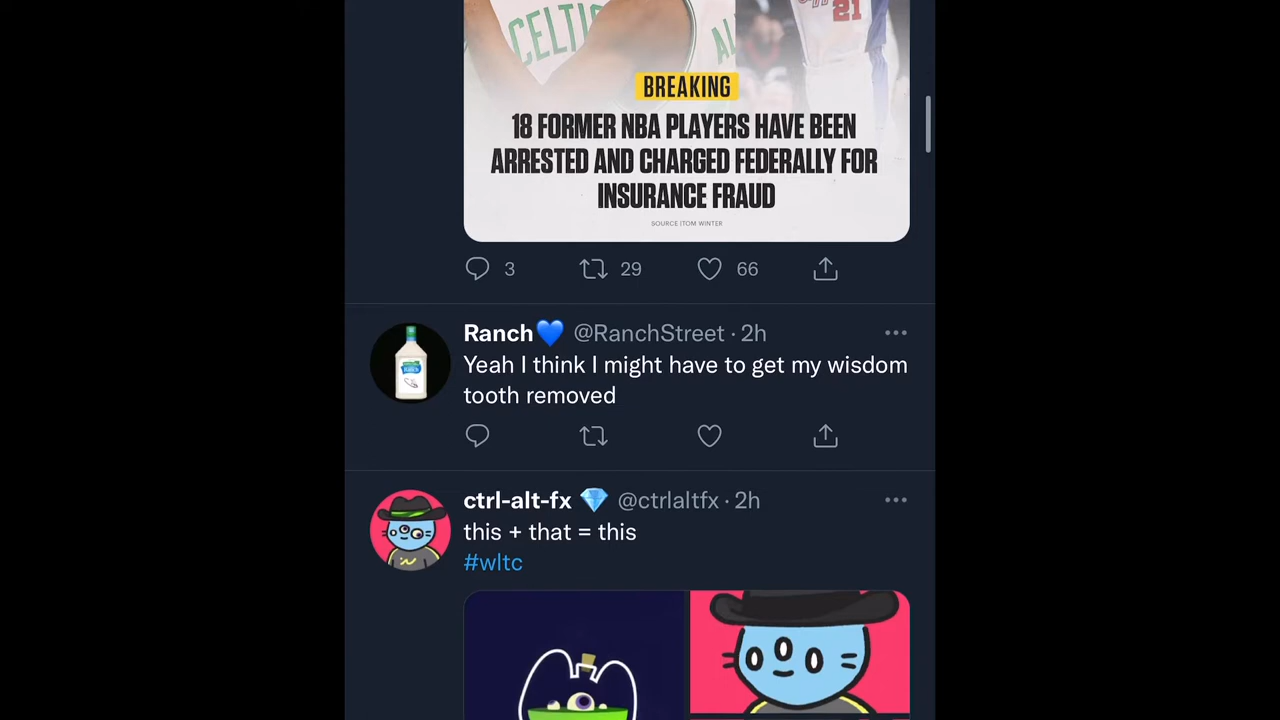 CELTIC
21
BREAKING
18 FORMER NBA PLAYERS HAVE BEEN
ARRESTED AND CHARGED FEDERALLY FOR
INSURANCE FRAUD
SOURCE | TOM WINTER
3 29 66
Ranch💙 @RanchStreet · 2h
Yeah I think I might have to get my wisdom
tooth removed
ctrl-alt-fx 💎 @ctrlaltfx · 2h
this + that = this
#wltc